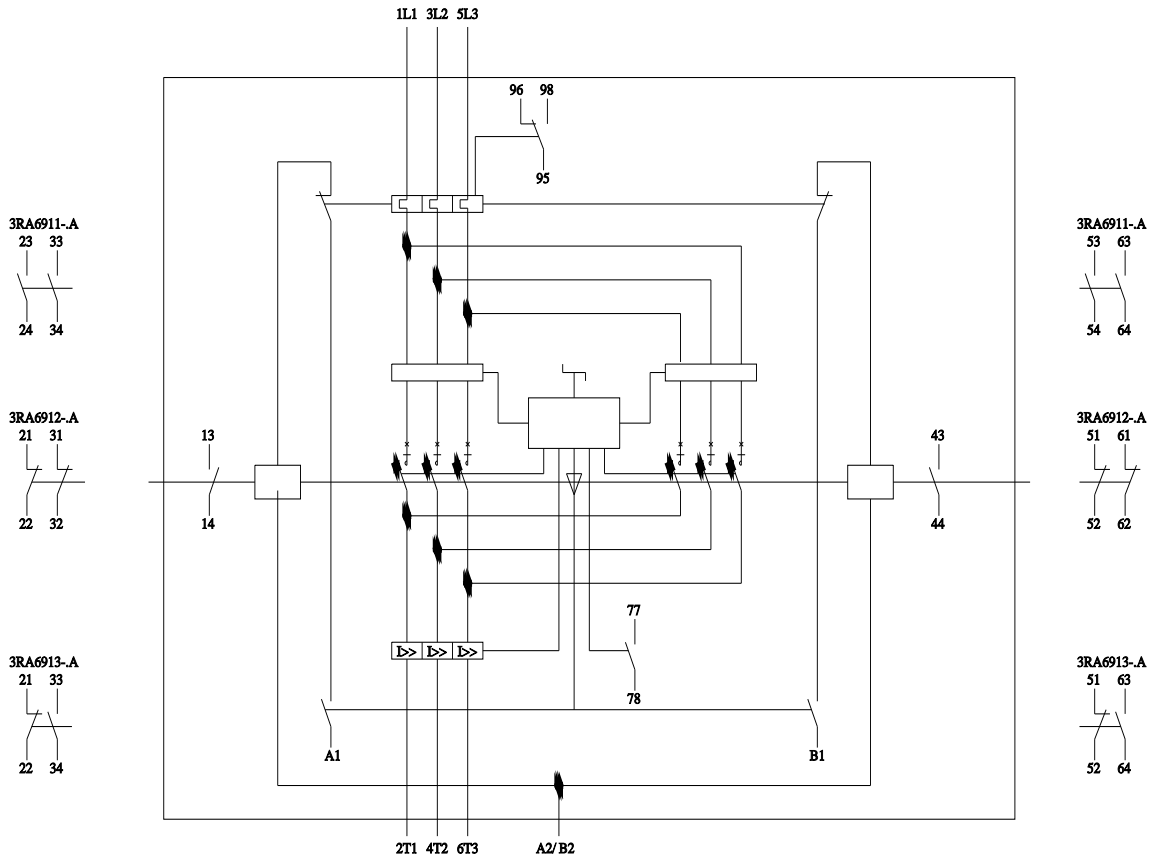 1L1 3L2 5L3
96 98
95
3RA6911-.A
23 33
24 34
3RA6911-.A
53 63
54 64
3RA6912-.A
21 31
22 32
13
14
43
44
3RA6912-.A
51 61
52 62
I>> I>> I>>
77
78
3RA6913-.A
21 33
22 34
3RA6913-.A
51 63
52 64
A1
B1
2T1 4T2 6T3
A2/ B2